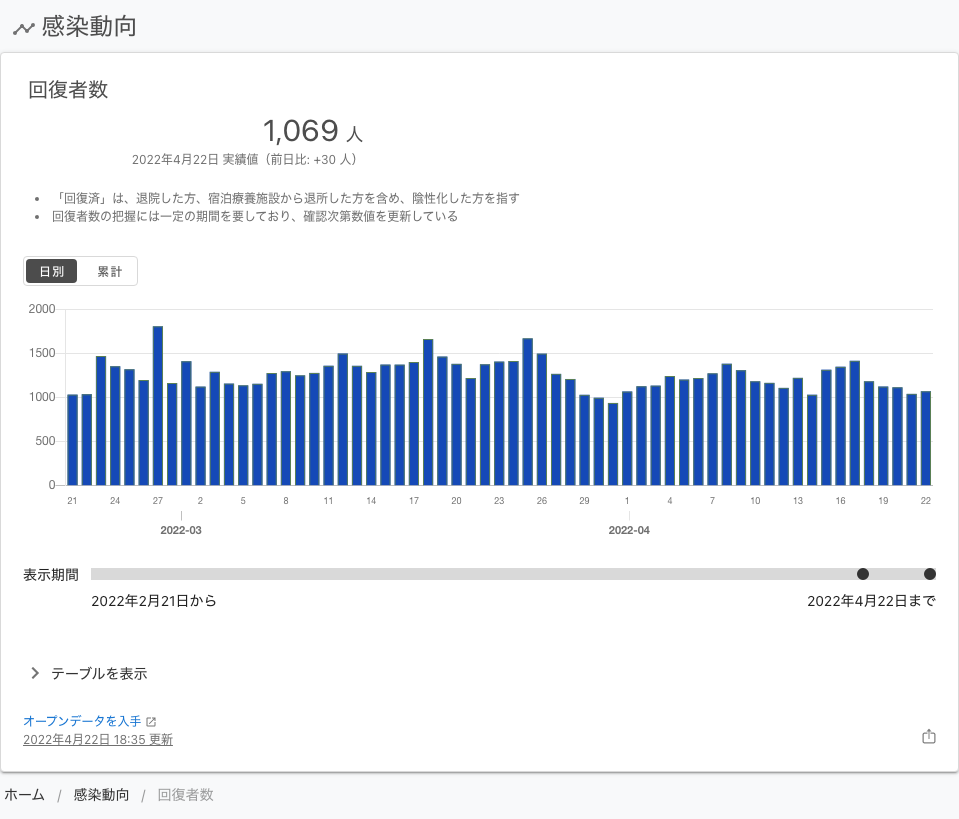 感染動向
回復者数
1,069 人
2022年4月22日 実績値（前日比: +30 人）
「回復済」は、退院した方、宿泊療養施設から退所した方を含め、陰性化した方を指す
回復者数の把握には一定の期間を要しており、確認次第数値を更新している
日別 累計
2000
1500
1000
500
0
21 24 27 2 5 8 11 14 17 20 23 26 29 1 4 7 10 13 16 19 22
2022-03 2022-04
表示期間
2022年2月21日から 2022年4月22日まで
テーブルを表示
オープンデータを入手
2022年4月22日 18:35 更新
ホーム / 感染動向 / 回復者数